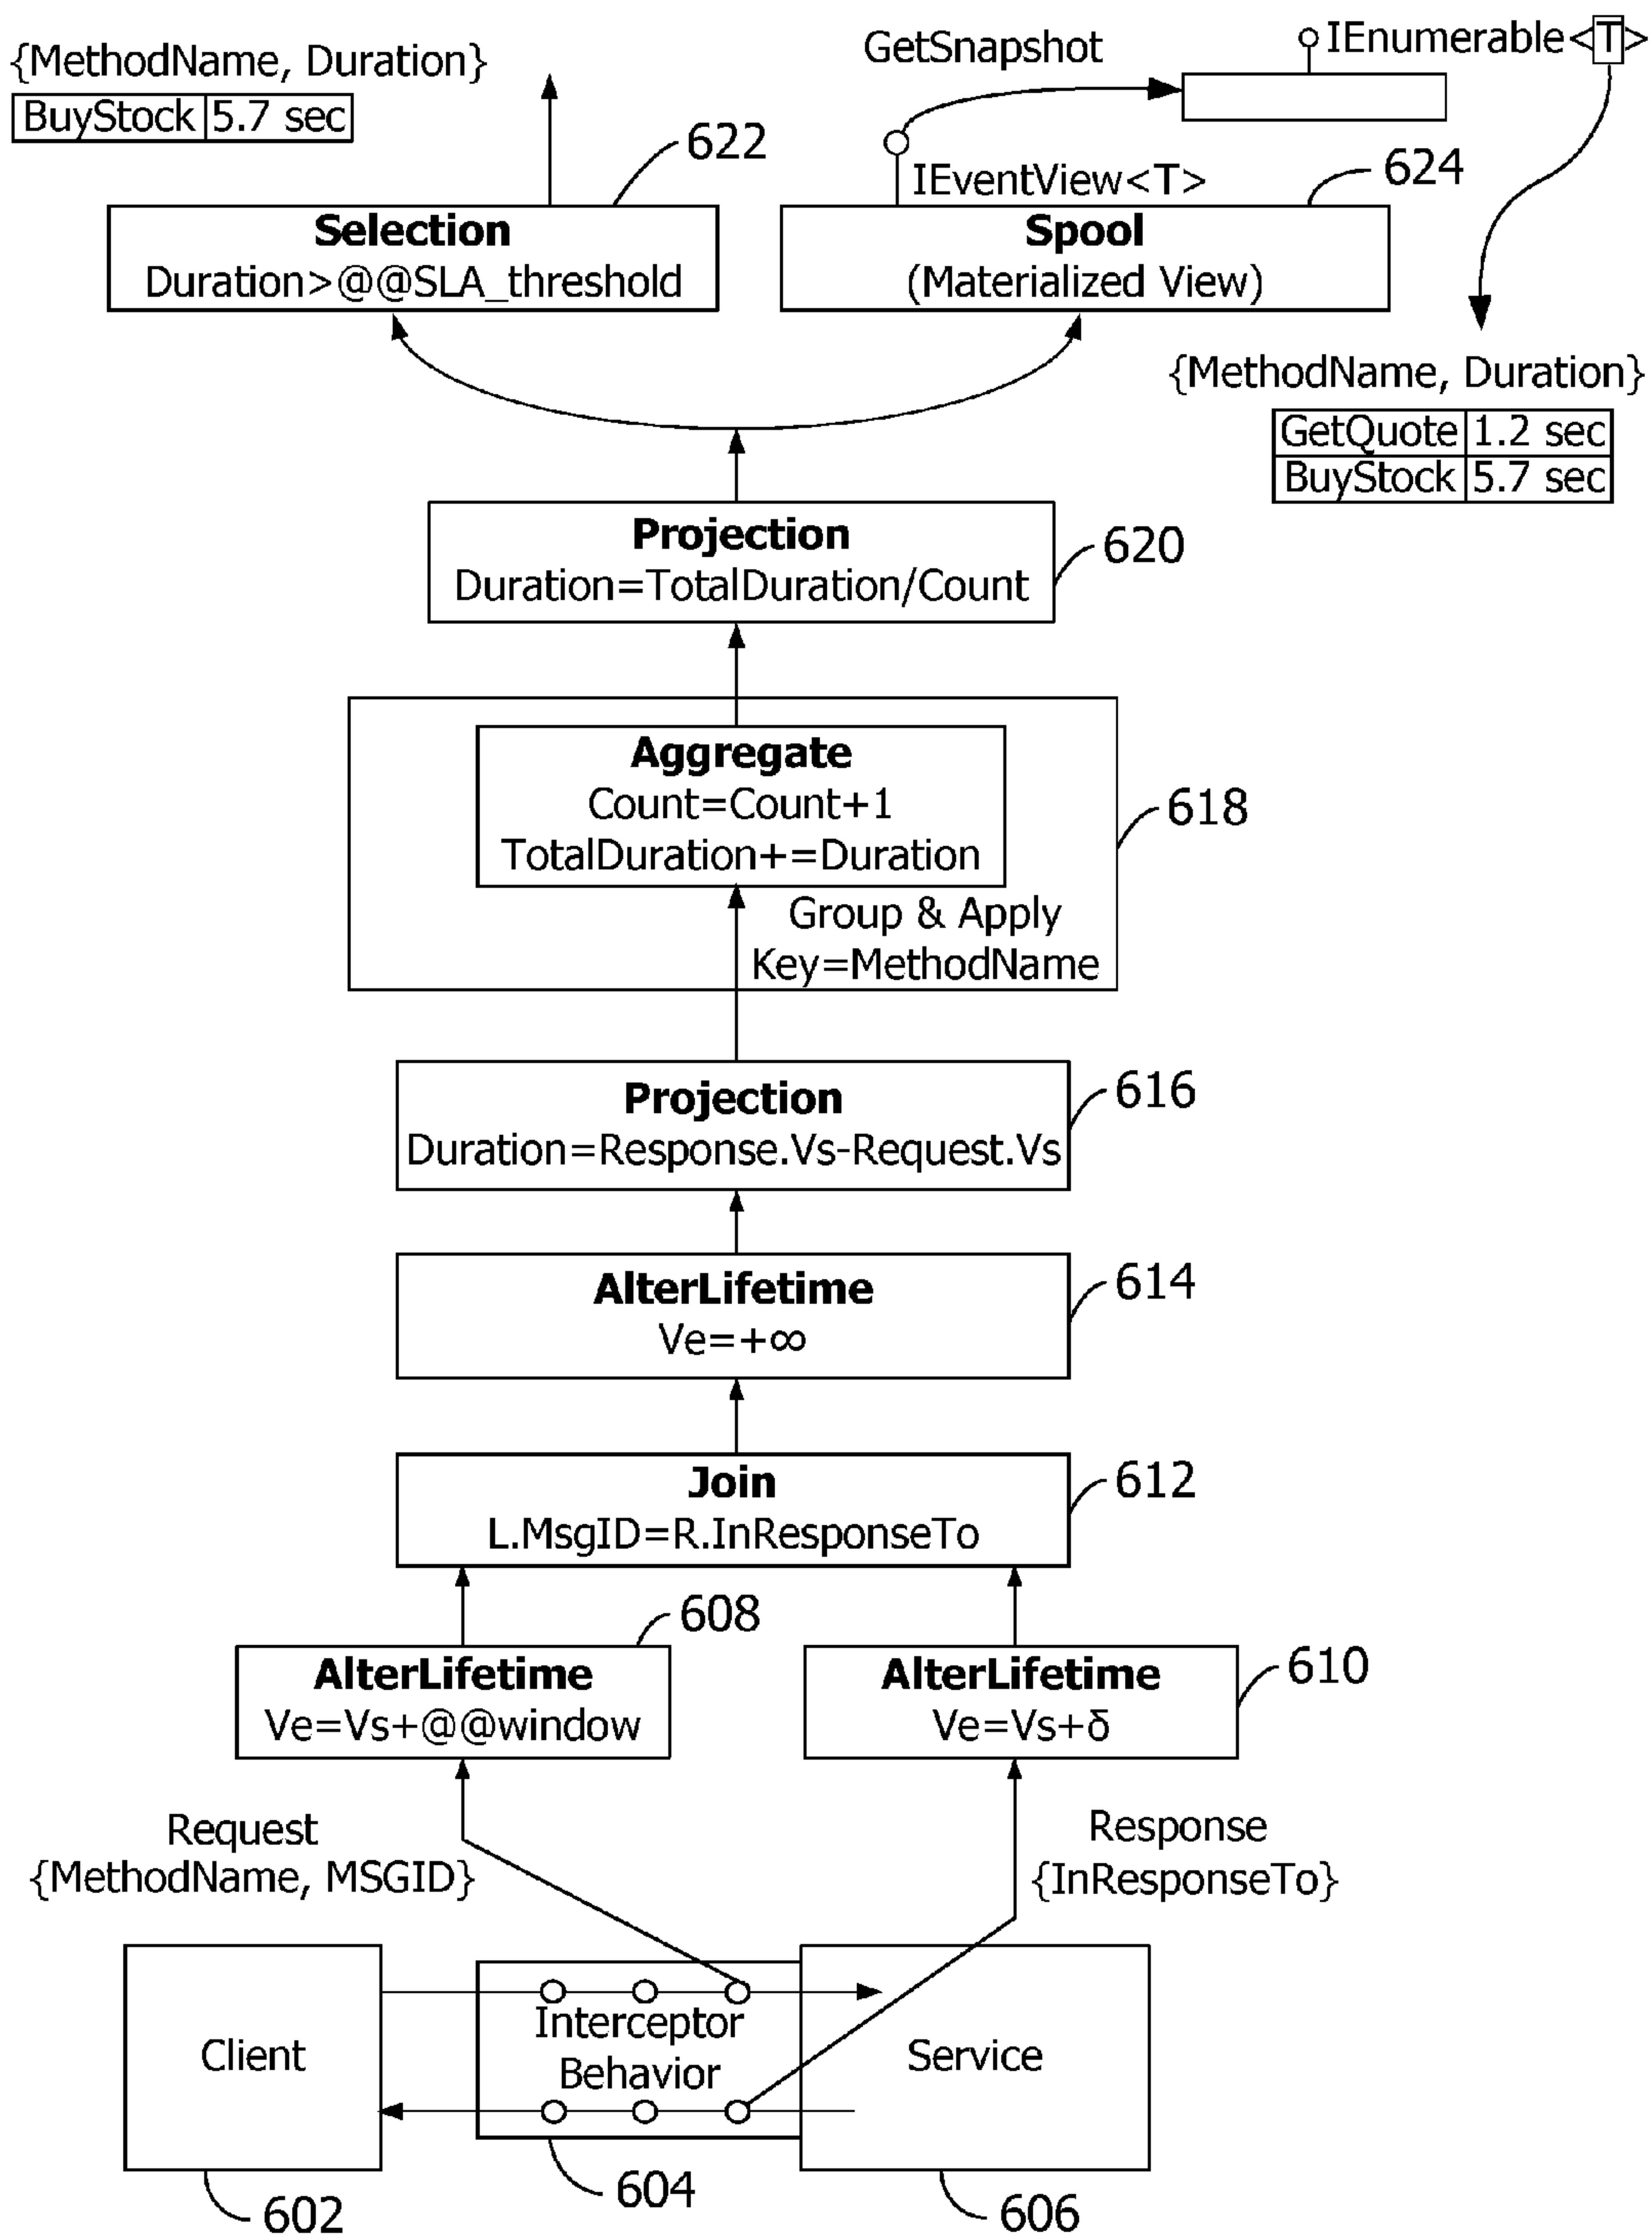 GetSnapshot
IEnumerable<T>
{MethodName, Duration}
BuyStock 5.7 sec
622
IEventView<T>
624
Selection
Duration>@@SLA_threshold
Spool
(Materialized View)
{MethodName, Duration}
GetQuote 1.2 sec
BuyStock 5.7 sec
Projection
Duration=TotalDuration/Count
620
Aggregate
Count=Count+1
TotalDuration+=Duration
618
Group & Apply
Key=MethodName
Projection
Duration=Response.Vs-Request.Vs
616
AlterLifetime
Ve=+∞
614
Join
L.MsgID=R.InResponseTo
612
608
AlterLifetime
Ve=Vs+@@window
AlterLifetime
Ve=Vs+δ
610
Request
{MethodName, MSGID}
Response
{InResponseTo}
Client
Interceptor
Behavior
Service
602
604
606